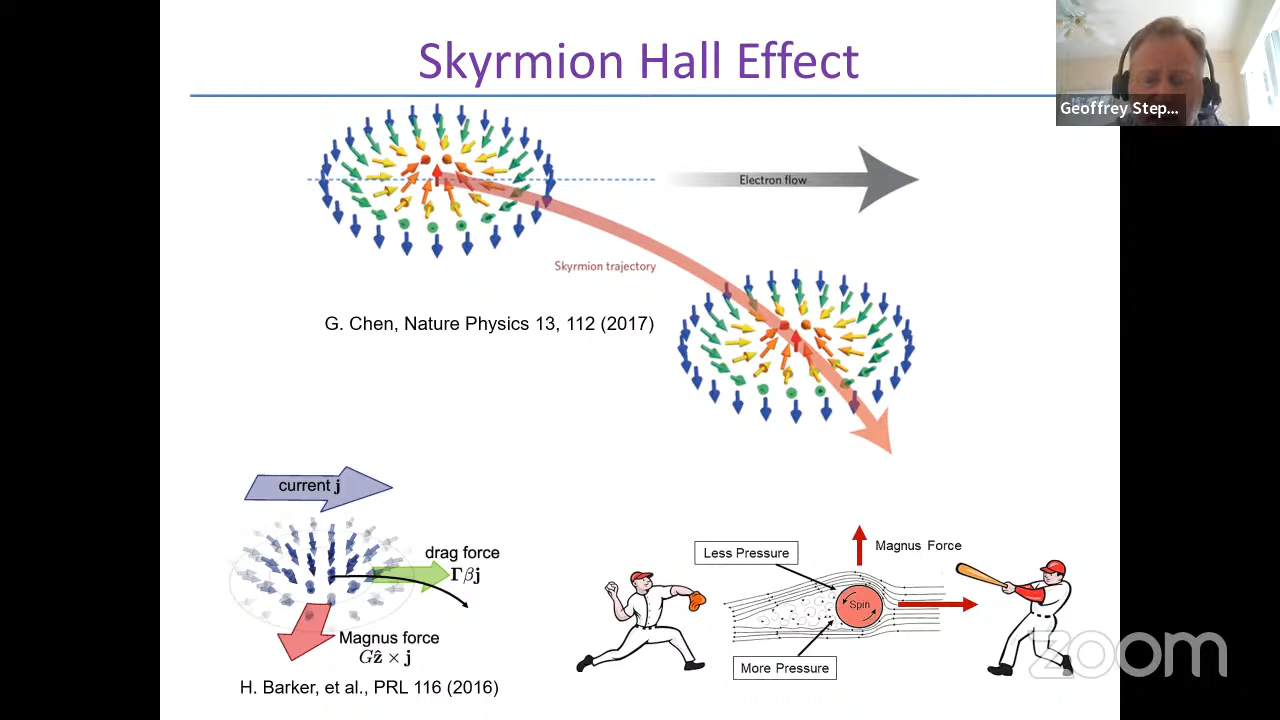 Skyrmion Hall Effect
Geoffrey Step...
Electron flow
Skyrmion trajectory
G. Chen, Nature Physics 13, 112 (2017)
current j
drag force
Γβj
Magnus force
Gẑ × j
H. Barker, et al., PRL 116 (2016)
Less Pressure
Magnus Force
Spin
More Pressure
zoom